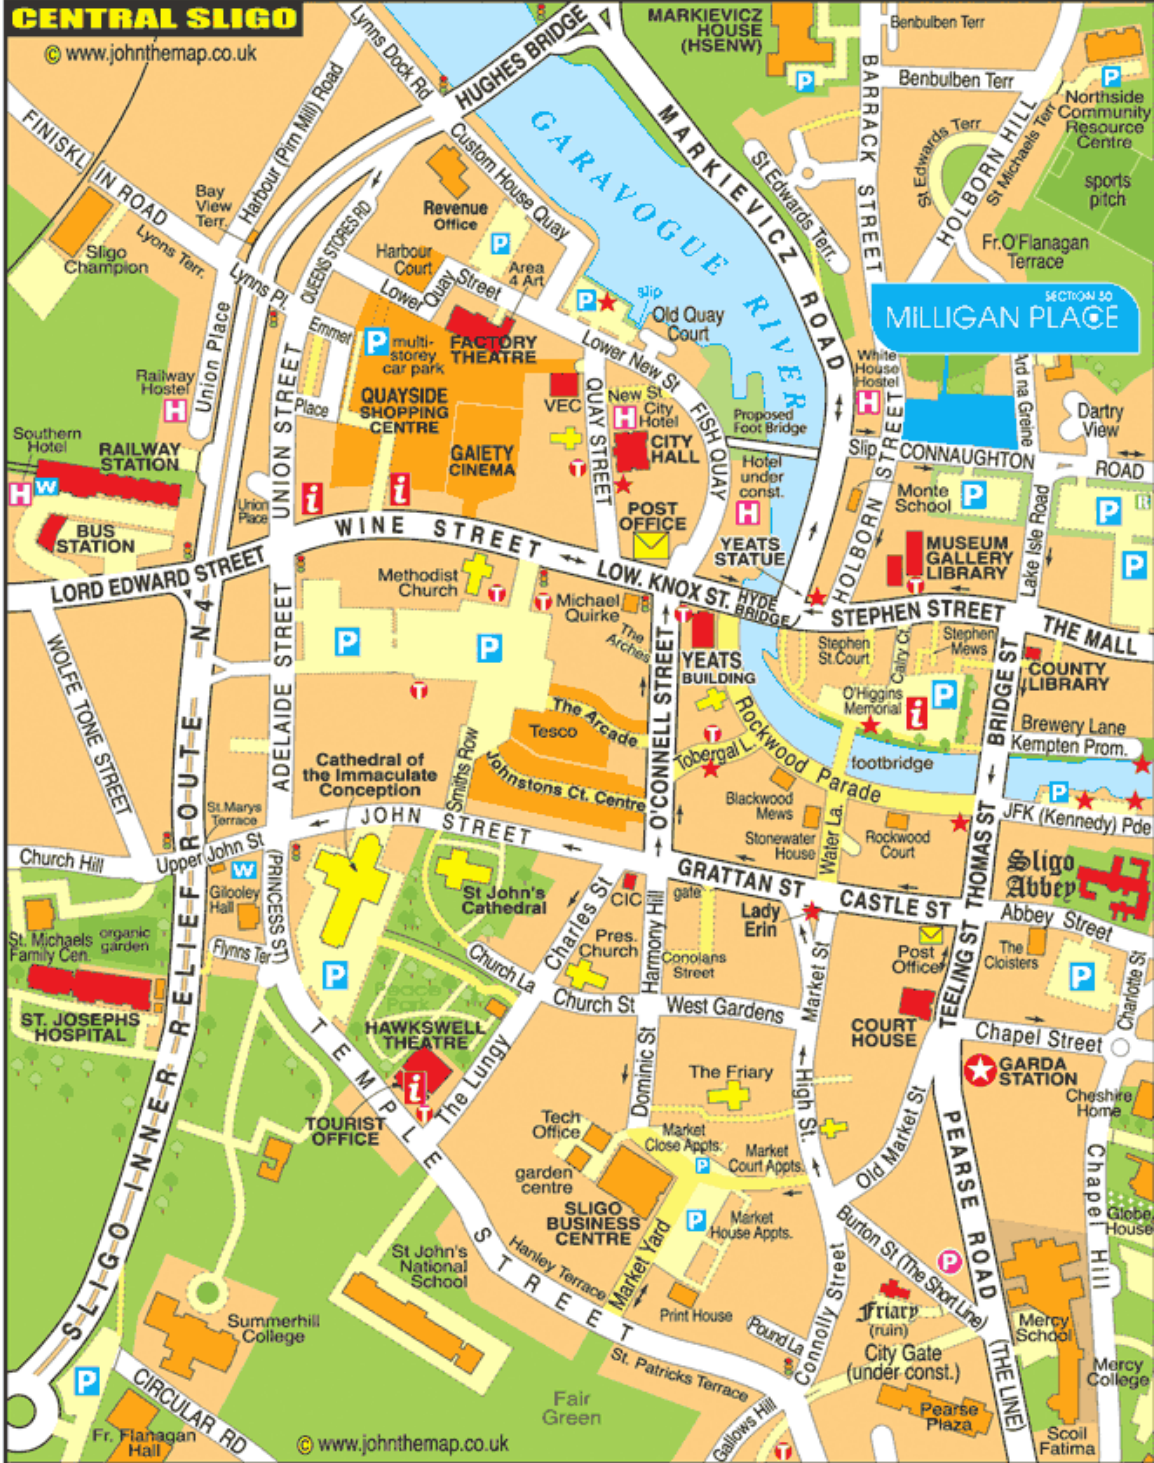 CENTRAL SLIGO
© www.johnthemap.co.uk
Lynns Dock Rd
HUGHES BRIDGE
MARKIEVICZ
HOUSE
(HSENW)
P
Benbulben Terr
BARRACK STREET
Benbulben Terr
P
Northside
Community
Resource
Centre
FINISKLIN ROAD
Harbour (Pirn Mill) Road
Custom House Quay
GARAVOGUE RIVER
MARKIEVICZ ROAD
St Edwards Terr.
St Edwards Terr
HOLBORN HILL
St Michaels Terr
sports
pitch
Bay
View
Terr.
Revenue
Office
P
Sligo
Champion
Lyons Terr.
Lynns Pl.
QUEENS STORES RD
Harbour
Court
Lower Quay Street
Area
4 Art
Fr.O'Flanagan
Terrace
SECTION 50
MILLIGAN PLACE
P
slip
Old Quay
Court
Emmet
Place
P
multi-
storey
car park
FACTORY
THEATRE
Lower New St
White
House
Hostel
H
Ard na Greine
Union Place
Railway
Hostel
H
UNION STREET
QUAYSIDE
SHOPPING
CENTRE
VEC
QUAY STREET
New St
H
City
Hotel
FISH QUAY
Proposed
Foot Bridge
Dartry
View
Southern
Hotel
RAILWAY
STATION
H
W
GAIETY
CINEMA
T
CITY
HALL
Slip
CONNAUGHTON
ROAD
Hotel
under
const.
H
BUS
STATION
Union
Place
i
i
POST
OFFICE
YEATS
STATUE
HOLBORN STREET
Monte
School
P
Lake Isle Road
P
R
P
WINE STREET
MUSEUM
GALLERY
LIBRARY
T
LORD EDWARD STREET
Methodist
Church
T
T
LOW. KNOX ST.
HYDE
BRIDGE
STEPHEN STREET
THE MALL
Michael
Quirke
The
Arches
T
YEATS
BUILDING
Stephen
St.Court
Calry Ct
Stephen
Mews
COUNTY
LIBRARY
WOLFE TONE STREET
SLIGO INNER RELIEF ROUTE N4
ADELAIDE STREET
P
P
T
O'CONNELL STREET
O'Higgins
Memorial
i
P
BRIDGE ST
Brewery Lane
Kempten Prom.
The Arcade
Tesco
Johnstons Ct. Centre
T
Tobergal L.
Rockwood Parade
footbridge
P
JFK (Kennedy) Pde
Cathedral of
the Immaculate
Conception
Smiths Row
Blackwood
Mews
Stonewater
House
Water La.
Rockwood
Court
THOMAS ST
St.Marys
Terrace
JOHN STREET
Church Hill
Upper John St
W
Gilooley
Hall
(PRINCESS ST)
St John's
Cathedral
Charles St
CIC
Harmony Hill
GRATTAN ST
gate
CASTLE ST
Lady
Erin
Sligo
Abbey
Abbey Street
St. Michaels
Family Cen.
organic
garden
Flynns Ter
P
Peace
Park
Church La
Pres.
Church
Conolans
Street
Market St
Post
Office
The
Cloisters
P
Charlotte St
TEELING ST
ST. JOSEPHS
HOSPITAL
Church St
West Gardens
COURT
HOUSE
Chapel Street
HAWKSWELL
THEATRE
i
T
The Lungy
TOURIST
OFFICE
TEMPLE STREET
Dominic St
The Friary
High St.
GARDA
STATION
Cheshire
Home
Tech
Office
garden
centre
Market
Close Appts.
P
Market
Court Appts.
Old Market St
PEARSE ROAD
Chapel Hill
SLIGO
BUSINESS
CENTRE
P
Market
House Appts.
Globe
House
St John's
National
School
Hanley Terrace
Market Yard
Burton St (The Short Line)
P
Connolly Street
Summerhill
College
Print House
Pound La
Friary
(ruin)
City Gate
(under const.)
Mercy
School
(THE LINE)
Mercy
College
P
CIRCULAR RD
Fr. Flanagan
Hall
St. Patricks Terrace
Fair
Green
© www.johnthemap.co.uk
Gallows Hill
T
Pearse
Plaza
Scoil
Fatima